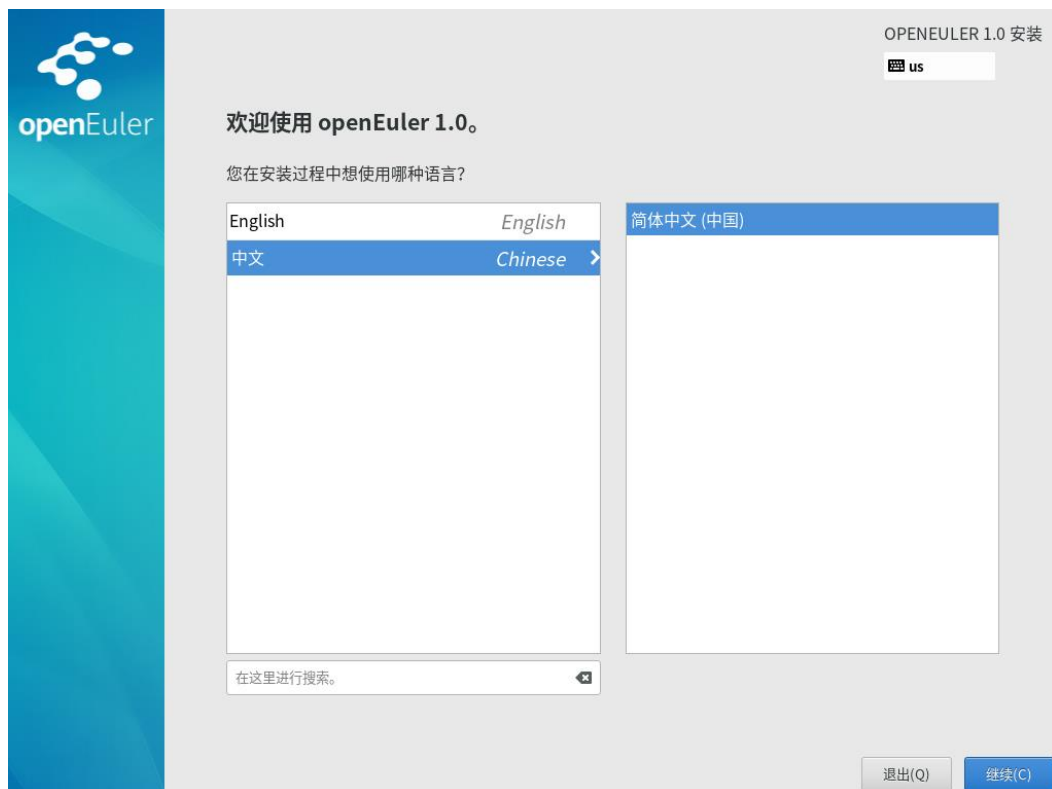 openEuler
OPENEULER 1.0 安装
us
欢迎使用 openEuler 1.0。
您在安装过程中想使用哪种语言?
English English
中文 Chinese
简体中文 (中国)
在这里进行搜索。
退出(Q)
继续(C)